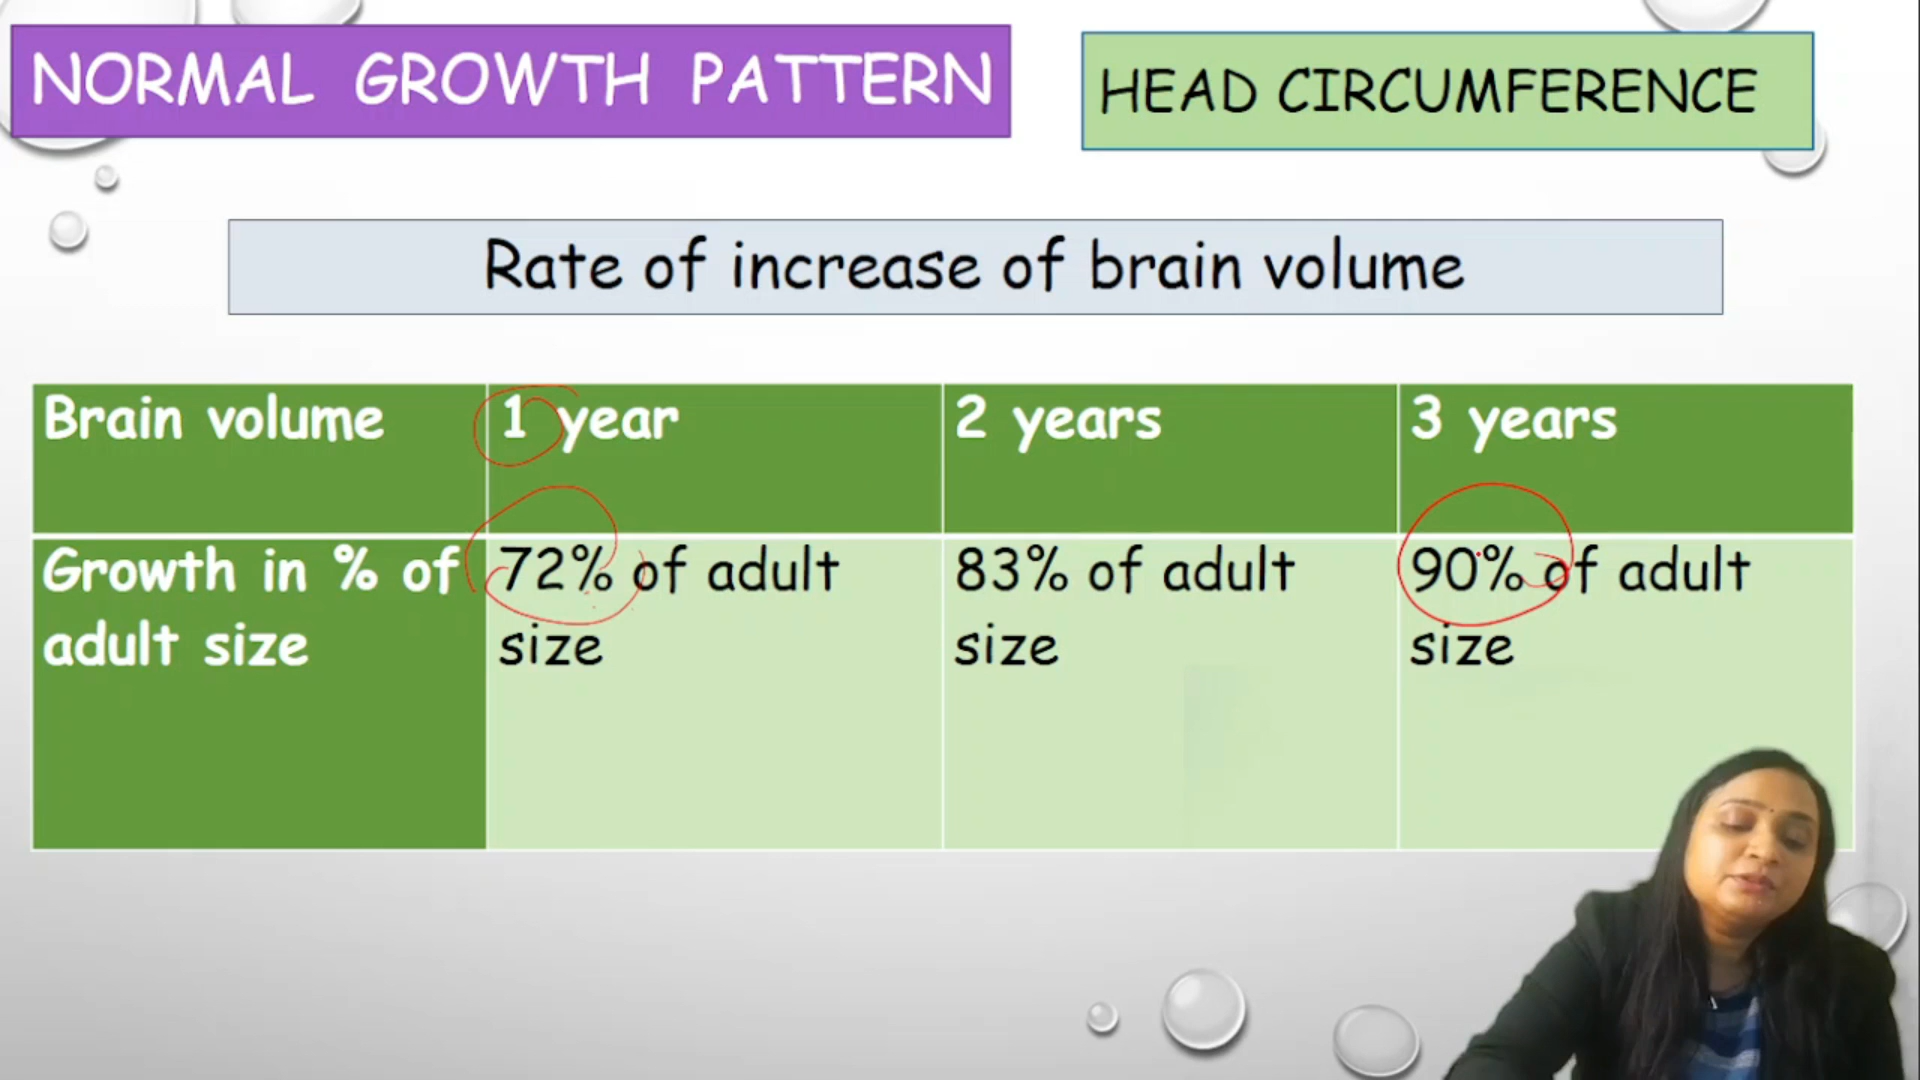 NORMAL GROWTH PATTERN
HEAD CIRCUMFERENCE
Rate of increase of brain volume
Brain volume
1 year
2 years
3 years
Growth in % of
adult size
72% of adult
size
83% of adult
size
90% of adult
size